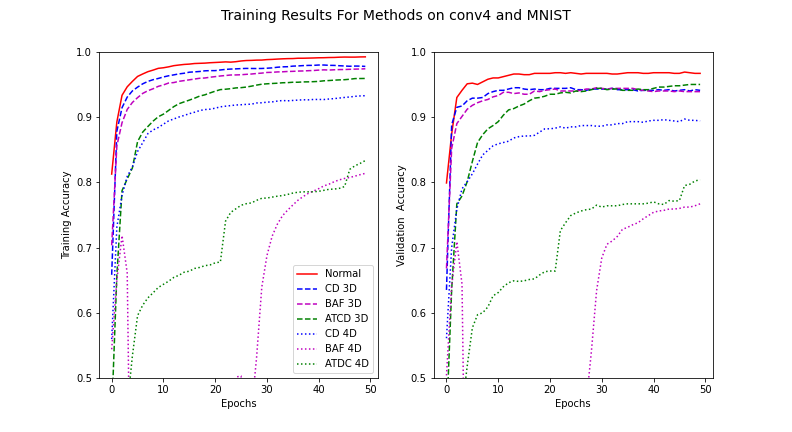 Training Results For Methods on conv4 and MNIST
1.0
0.9
0.8
0.7
0.6
0.5
Training Accuracy
0
10
20
30
40
50
Epochs
Normal
CD 3D
BAF 3D
ATCD 3D
CD 4D
BAF 4D
ATDC 4D
1.0
0.9
0.8
0.7
0.6
0.5
Validation Accuracy
0
10
20
30
40
50
Epochs